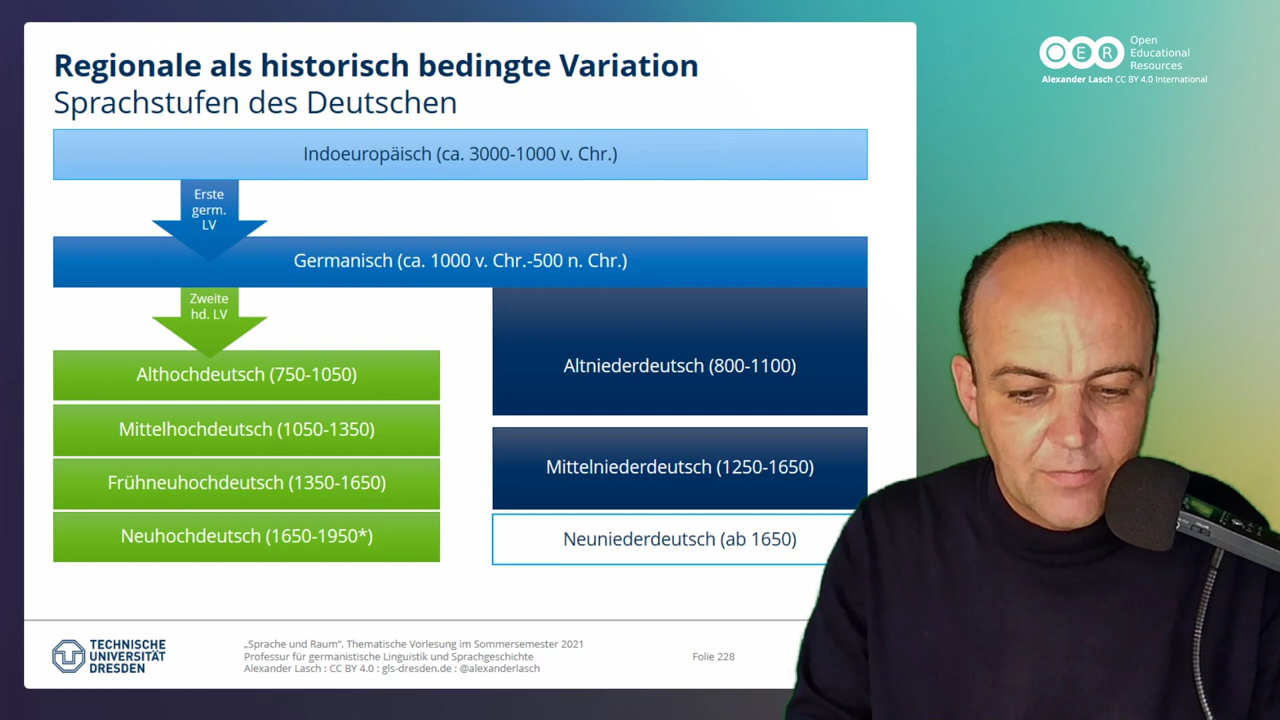 Regionale als historisch bedingte Variation
Sprachstufen des Deutschen
Indoeuropäisch (ca. 3000-1000 v. Chr.)
Erste
germ.
LV
Germanisch (ca. 1000 v. Chr.-500 n. Chr.)
Zweite
hd. LV
Althochdeutsch (750-1050)
Mittelhochdeutsch (1050-1350)
Frühneuhochdeutsch (1350-1650)
Neuhochdeutsch (1650-1950*)
Altniederdeutsch (800-1100)
Mittelniederdeutsch (1250-1650)
Neuniederdeutsch (ab 1650)
TECHNISCHE
UNIVERSITÄT
DRESDEN
„Sprache und Raum“. Thematische Vorlesung im Sommersemester 2021
Professur für germanistische Linguistik und Sprachgeschichte
Alexander Lasch : CC BY 4.0 : gls-dresden.de : @alexanderlasch
Folie 228
OER
Open
Educational
Resources
Alexander Lasch CC BY 4.0 International